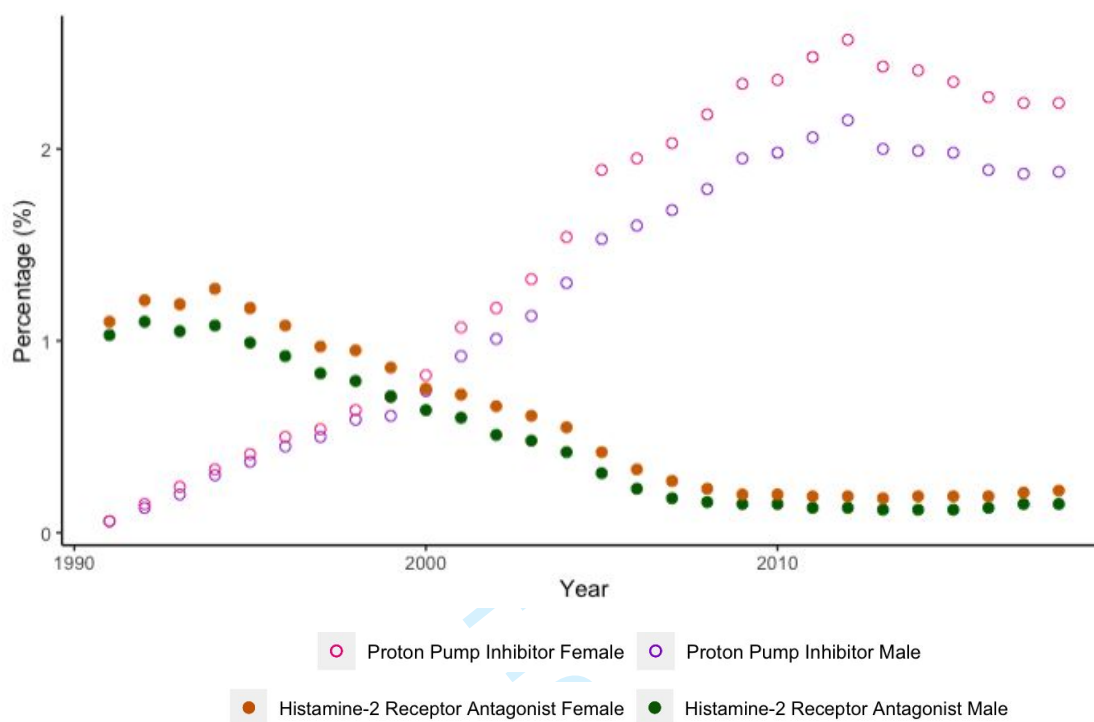 Percentage (%)
2
1
0
1990 2000 2010
Year
Proton Pump Inhibitor Female Proton Pump Inhibitor Male
Histamine-2 Receptor Antagonist Female Histamine-2 Receptor Antagonist Male